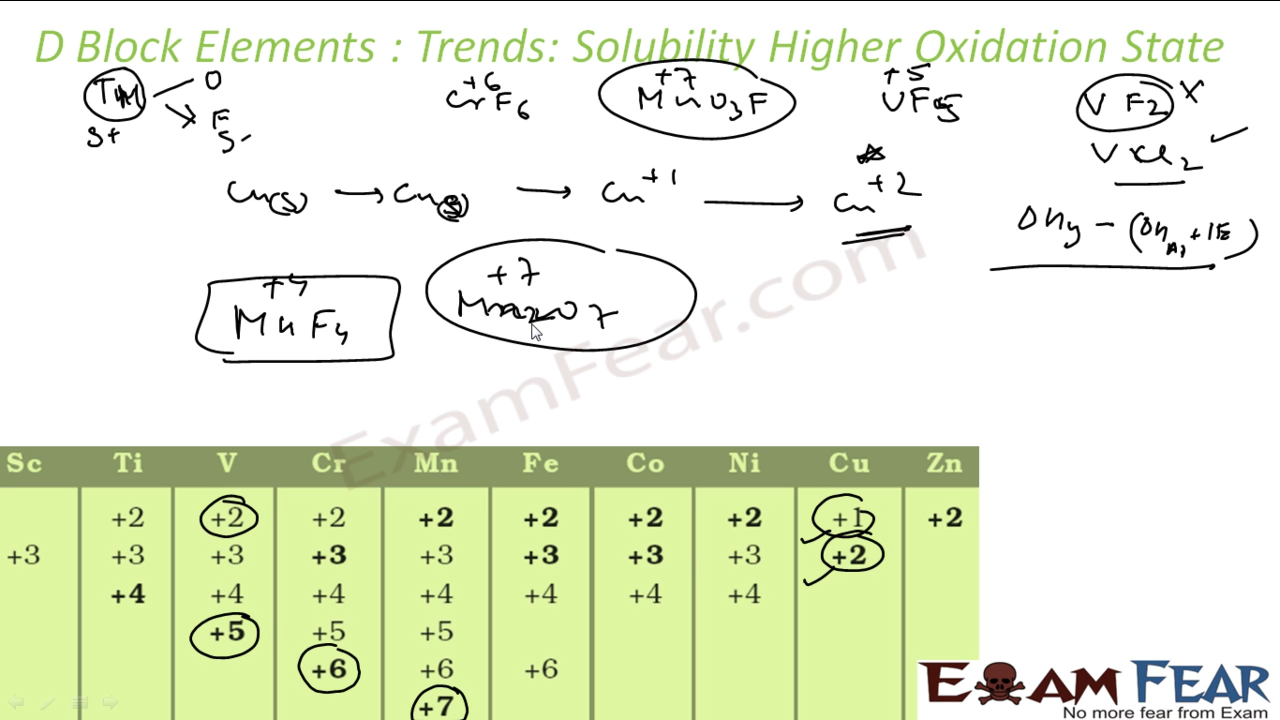 D Block Elements : Trends: Solubility Higher Oxidation State
TM O F
+6 CrF6
+7 MnO3F
+5 VF5
VF2 X
VCl2
Cu(s) Cu Cu+1 Cu+2
+4 MnF4
+7 Mn2O7
ExamFear.com
Sc Ti V Cr Mn Fe Co Ni Cu Zn
+2 +2 +2 +2 +2 +2 +2 +1 +2
+3 +3 +3 +3 +3 +3 +3 +3 +2
+4 +4 +4 +4 +4 +4 +4
+5 +5 +5
+6 +6 +6
+7
EXAM FEAR
No more fear from Exam